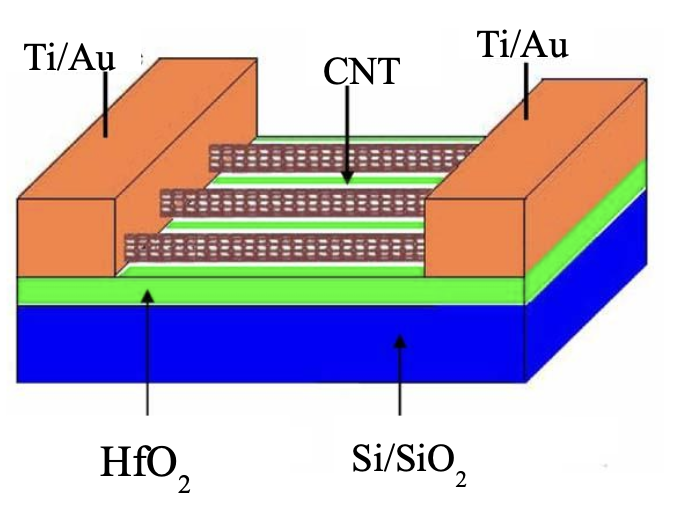 Ti/Au
Ti/Au
CNT
HfO₂
Si/SiO₂